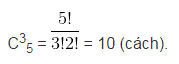 C³₅ = 5!/3!2! = 10 (cách).